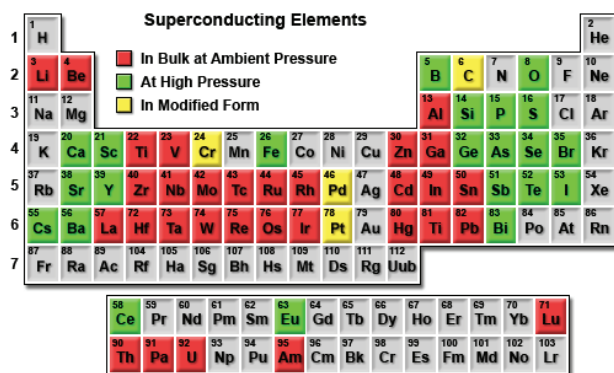 Superconducting Elements
In Bulk at Ambient Pressure
At High Pressure
In Modified Form
1 1 H 2 He
2 3 Li 4 Be 5 B 6 C 7 N 8 O 9 F 10 Ne
3 11 Na 12 Mg 13 Al 14 Si 15 P 16 S 17 Cl 18 Ar
4 19 K 20 Ca 21 Sc 22 Ti 23 V 24 Cr 25 Mn 26 Fe 27 Co 28 Ni 29 Cu 30 Zn 31 Ga 32 Ge 33 As 34 Se 35 Br 36 Kr
5 37 Rb 38 Sr 39 Y 40 Zr 41 Nb 42 Mo 43 Tc 44 Ru 45 Rh 46 Pd 47 Ag 48 Cd 49 In 50 Sn 51 Sb 52 Te 53 I 54 Xe
6 55 Cs 56 Ba 57 La 72 Hf 73 Ta 74 W 75 Re 76 Os 77 Ir 78 Pt 79 Au 80 Hg 81 Ti 82 Pb 83 Bi 84 Po 85 At 86 Rn
7 87 Fr 88 Ra 89 Ac 104 Rf 105 Ha 106 Sg 107 Bh 108 Hs 109 Mt 110 Ds 111 Rg 112 Uub
58 Ce 59 Pr 60 Nd 61 Pm 62 Sm 63 Eu 64 Gd 65 Tb 66 Dy 67 Ho 68 Er 69 Tm 70 Yb 71 Lu
90 Th 91 Pa 92 U 93 Np 94 Pu 95 Am 96 Cm 97 Bk 98 Cr 99 Es 100 Fm 101 Md 102 No 103 Lr